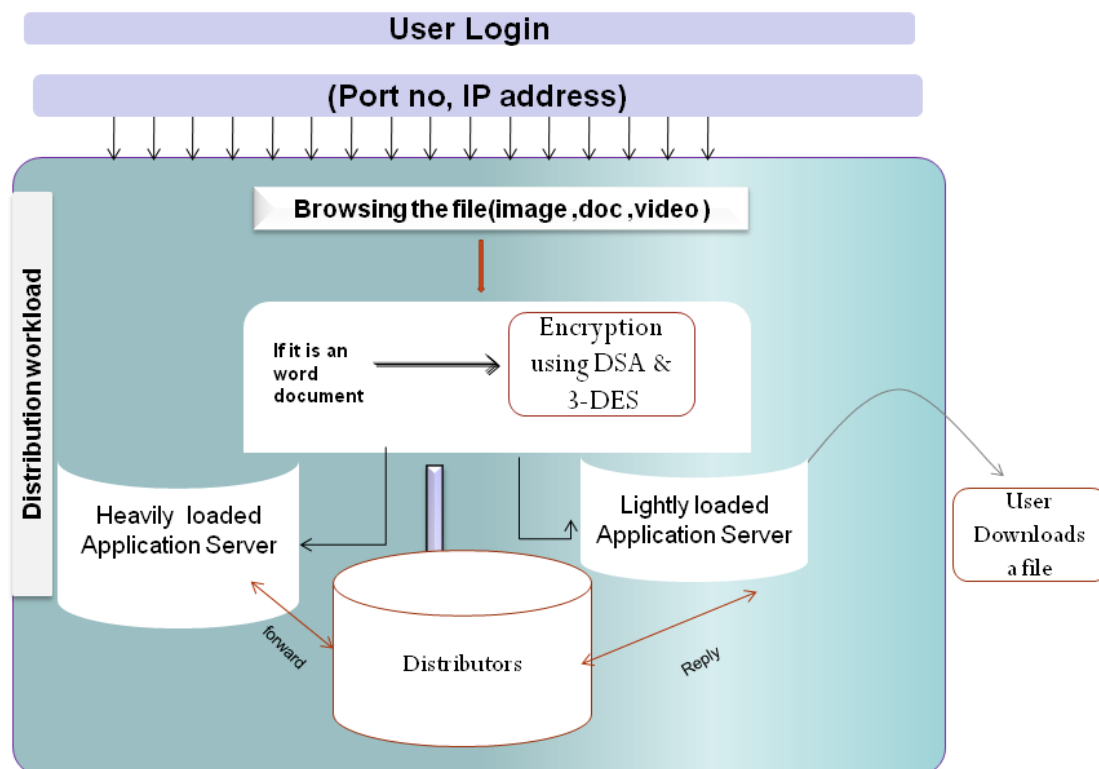 User Login
(Port no, IP address)
Distribution workload
Browsing the file(image ,doc ,video )
If it is an
word
document
Encryption
using DSA &
3-DES
Heavily loaded
Application Server
Lightly loaded
Application Server
User
Downloads
a file
forward
Distributors
Reply